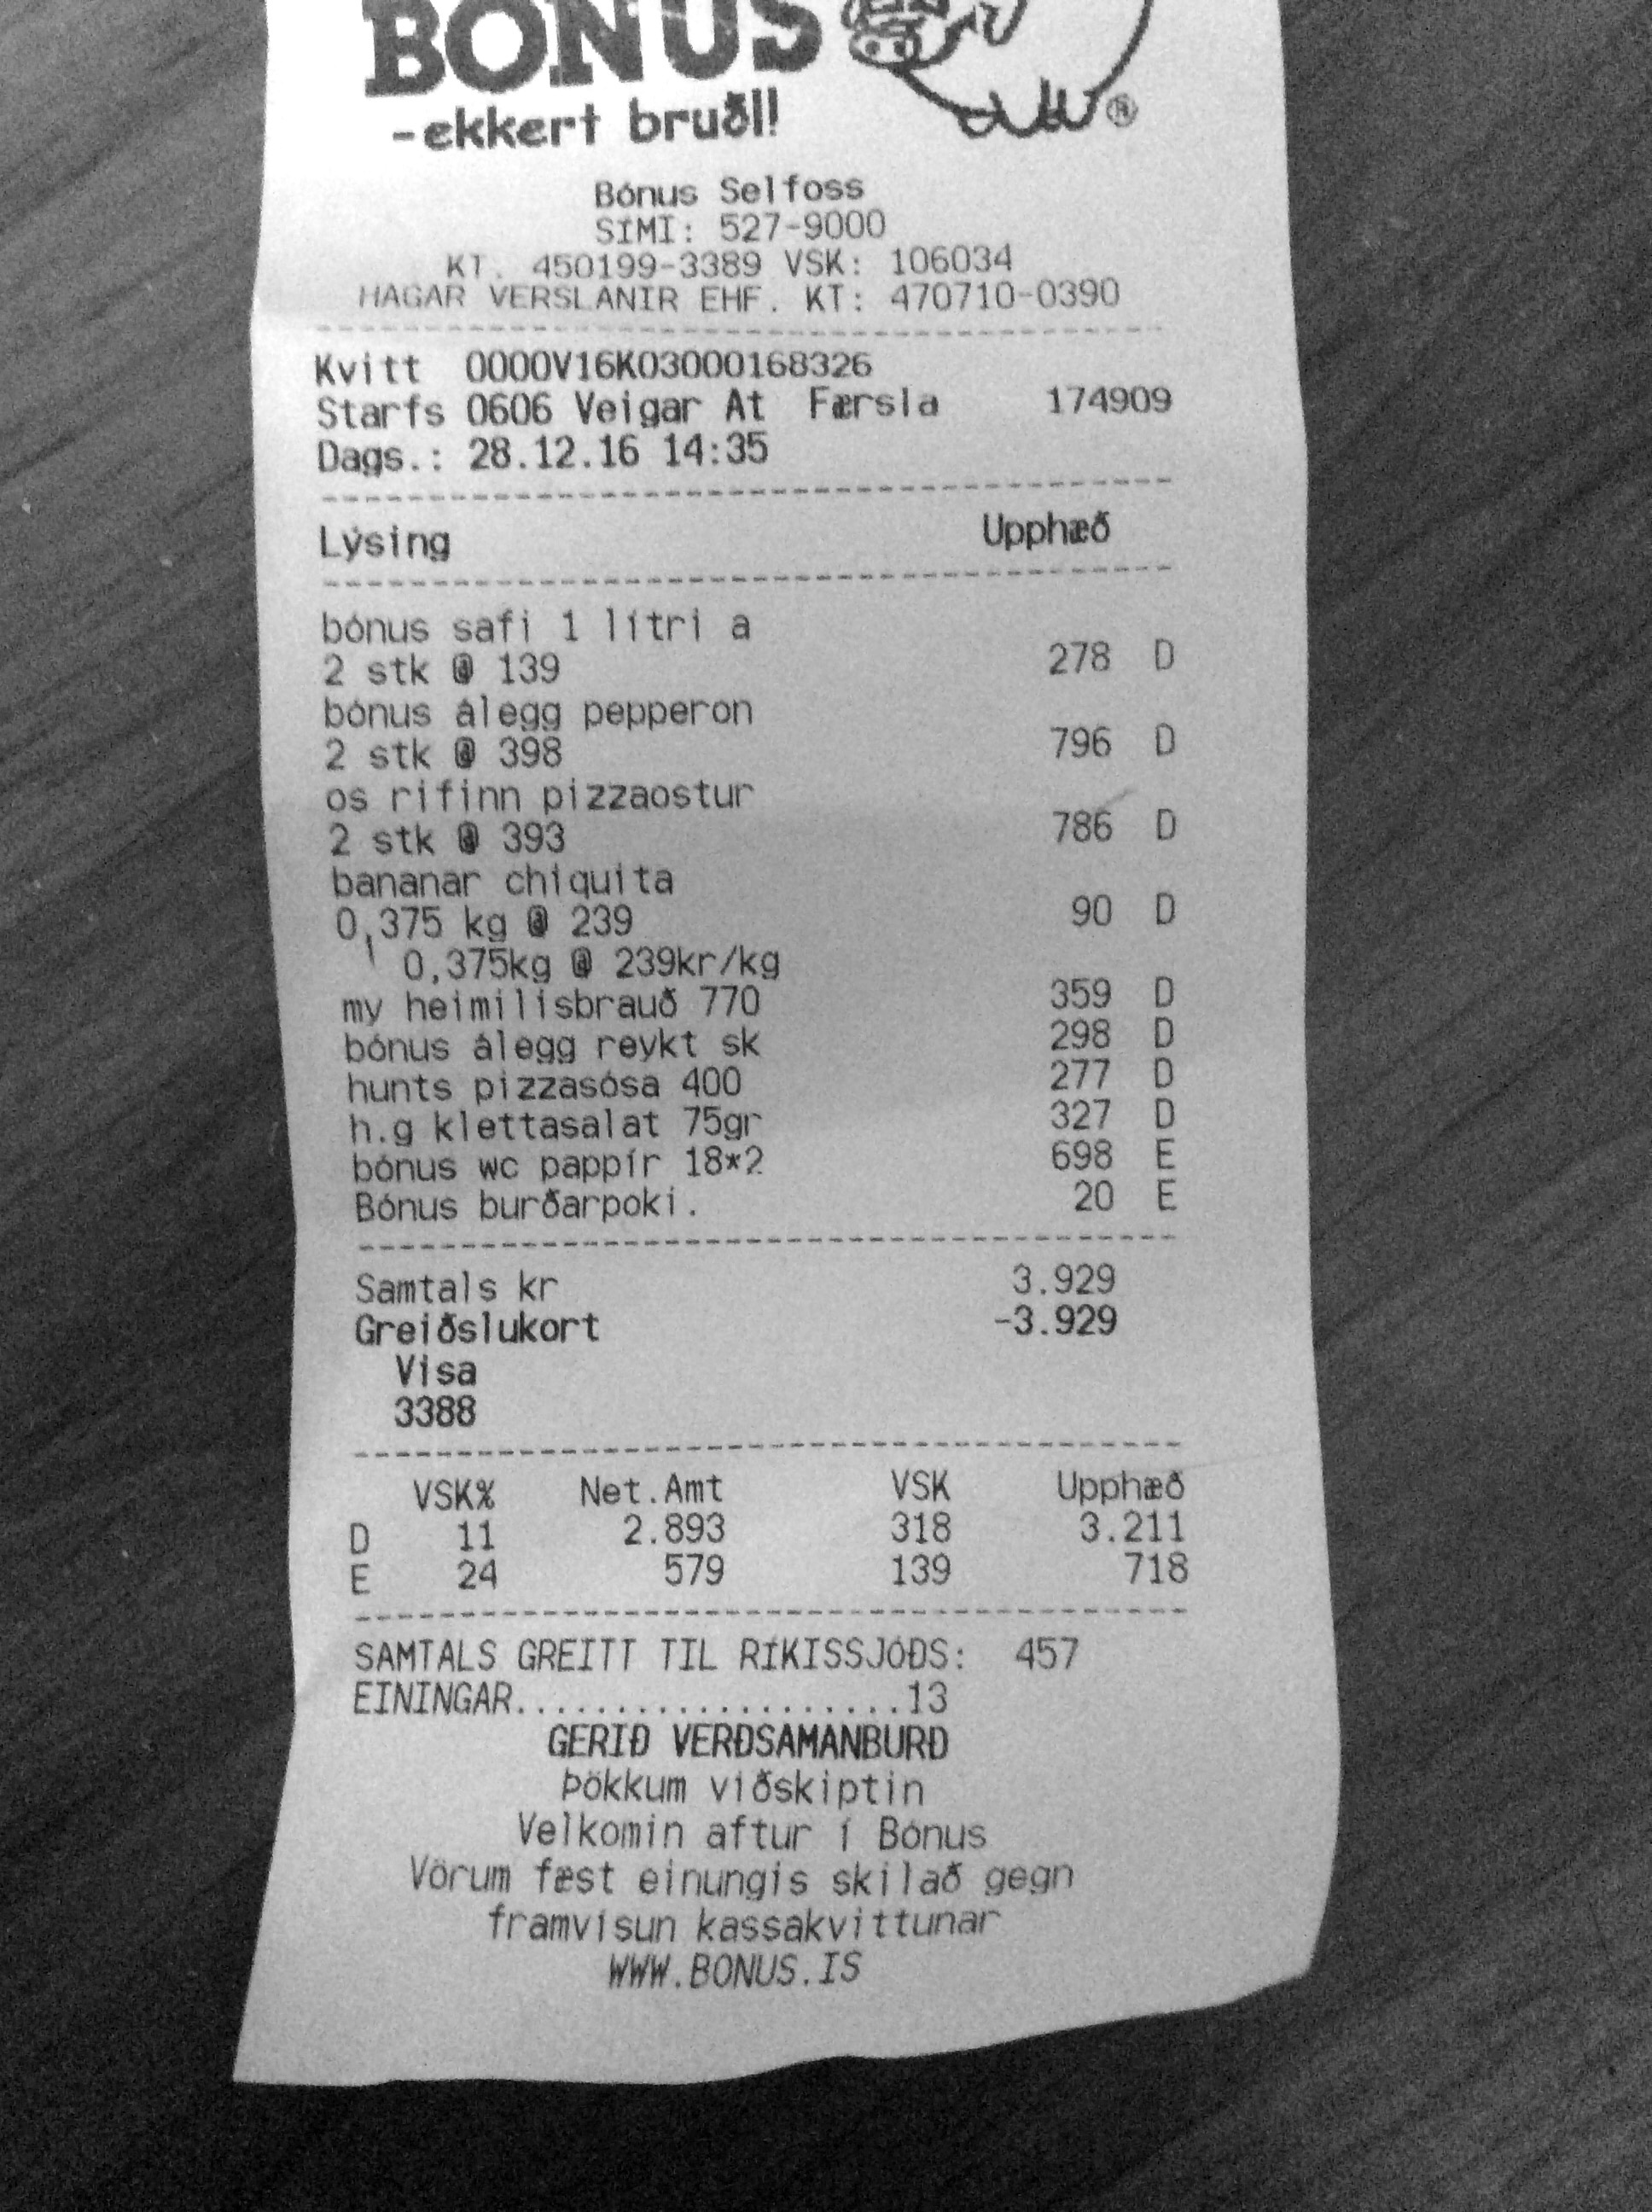 BÓNUS
-ekkert bruðl!
®
Bónus Selfoss
SÍMI: 527-9000
KT. 450199-3389 VSK: 106034
HAGAR VERSLANIR EHF. KT: 470710-0390
Kvitt 0000V16K03000168326
Starfs 0606 Veigar At Færsla 174909
Dags.: 28.12.16 14:35
Lýsing Upphæð
bónus safi 1 lítri a
2 stk @ 139 278 D
bónus álegg pepperon
2 stk @ 398 796 D
os rifinn pizzaostur
2 stk @ 393 786 D
bananar chiquita
0,375 kg @ 239 90 D
0,375kg @ 239kr/kg
my heimilisbrauð 770 359 D
bónus álegg reykt sk 298 D
hunts pizzasósa 400 277 D
h.g klettasalat 75gr 327 D
bónus wc pappír 18*2 698 E
Bónus burðarpoki. 20 E
Samtals kr 3.929
Greiðslukort -3.929
Visa
3388
VSK% Net.Amt VSK Upphæð
D 11 2.893 318 3.211
E 24 579 139 718
SAMTALS GREITT TIL RÍKISSJÓÐS: 457
EININGAR...................13
GERIÐ VERÐSAMANBURÐ
Þökkum viðskiptin
Velkomin aftur í Bónus
Vörum fæst einungis skilað gegn
framvísun kassakvittunar
WWW.BONUS.IS